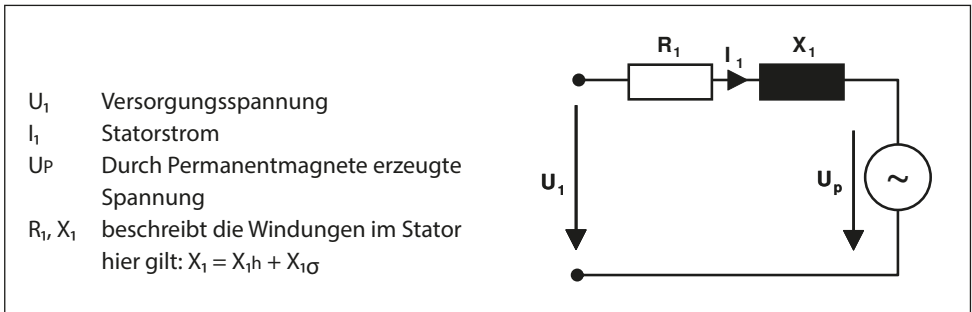 U₁ Versorgungsspannung
I₁ Statorstrom
UP Durch Permanentmagnete erzeugte
Spannung
R₁, X₁ beschreibt die Windungen im Stator
hier gilt: X₁ = X₁h + X₁σ
R₁
I₁
X₁
U₁
Uₚ
~